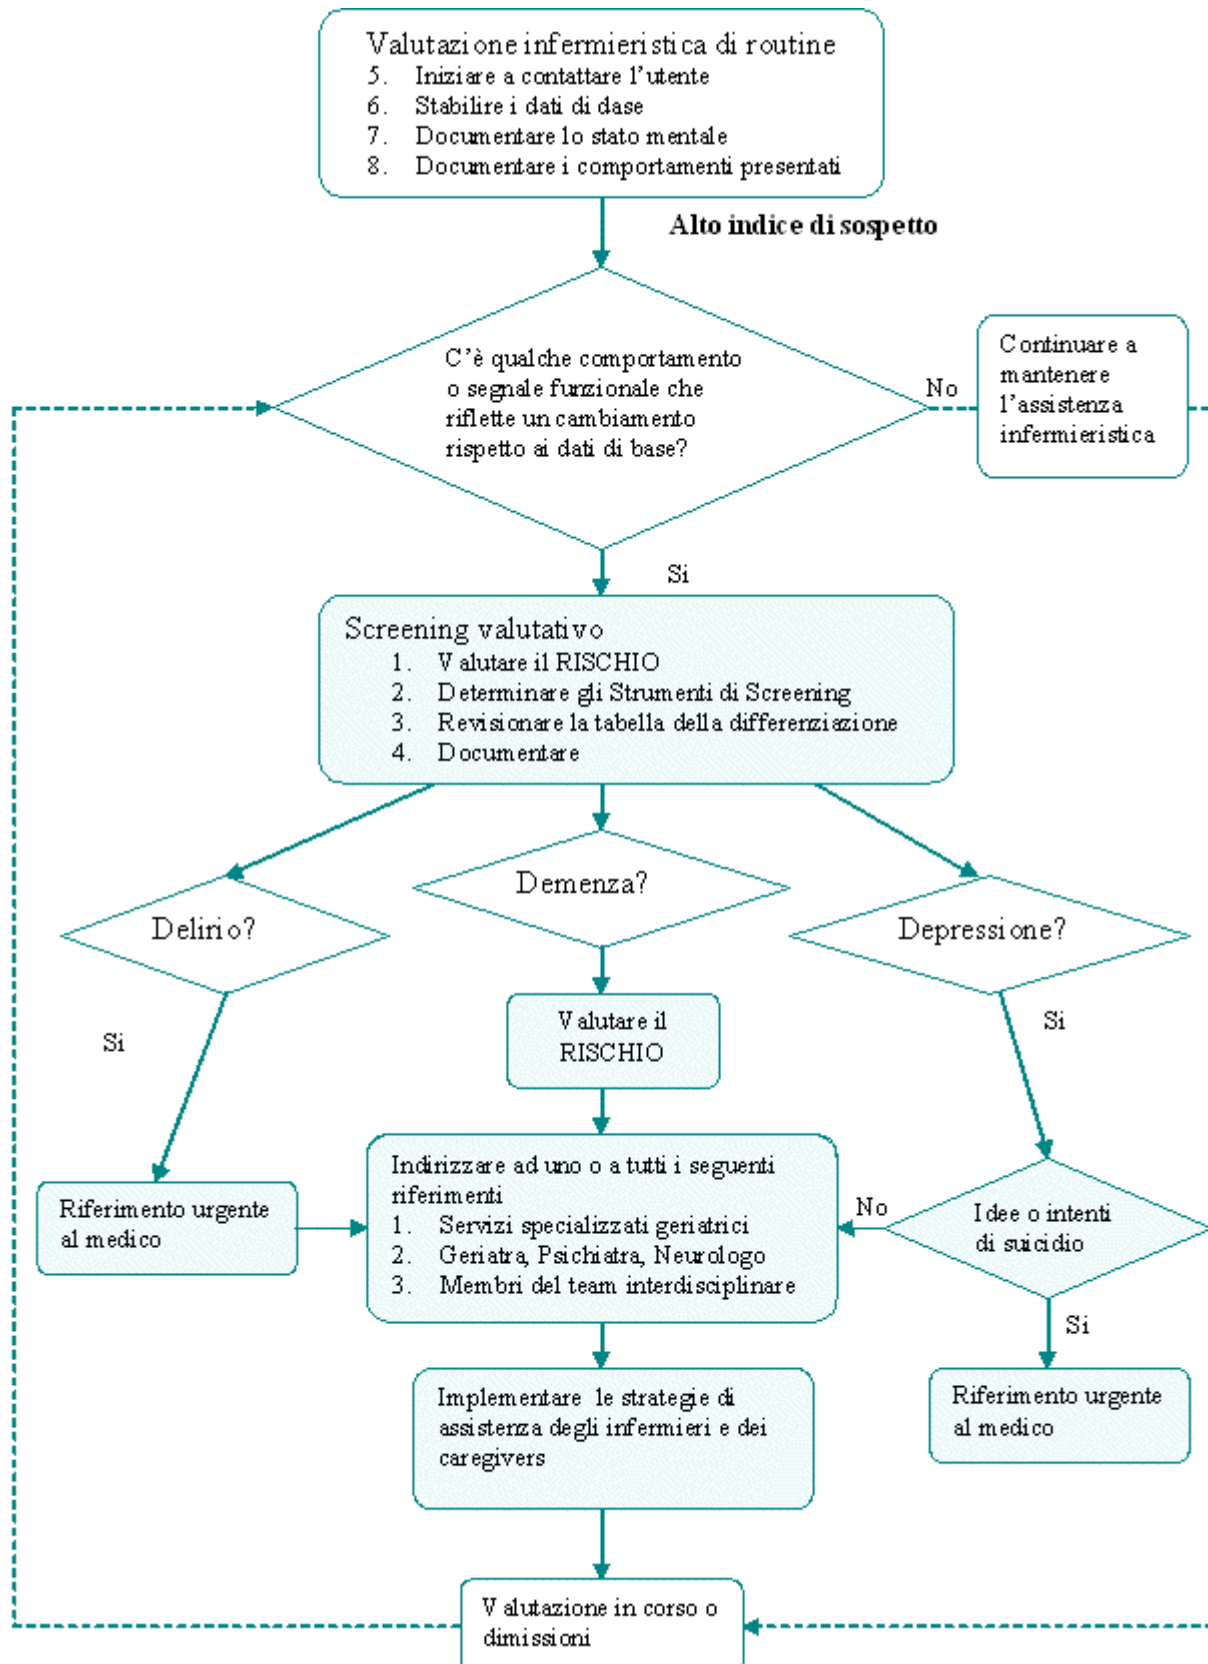 Valutazione infermieristica di routine
5. Iniziare a contattare l'utente
6. Stabilire i dati di dase
7. Documentare lo stato mentale
8. Documentare i comportamenti presentati
Alto indice di sospetto
C'è qualche comportamento
o segnale funzionale che
riflette un cambiamento
rispetto ai dati di base?
No
Continuare a
mantenere
l'assistenza
infermieristica
Si
Screening valutativo
1. Valutare il RISCHIO
2. Determinare gli Strumenti di Screening
3. Revisionare la tabella della differenziazione
4. Documentare
Delirio?
Demenza?
Depressione?
Si
Valutare il
RISCHIO
Si
Riferimento urgente
al medico
Indirizzare ad uno o a tutti i seguenti
riferimenti
1. Servizi specializzati geriatrici
2. Geriatra, Psichiatra, Neurologo
3. Membri del team interdisciplinare
No
Idee o intenti
di suicidio
Si
Implementare le strategie di
assistenza degli infermieri e dei
caregivers
Riferimento urgente
al medico
Valutazione in corso o
dimissioni